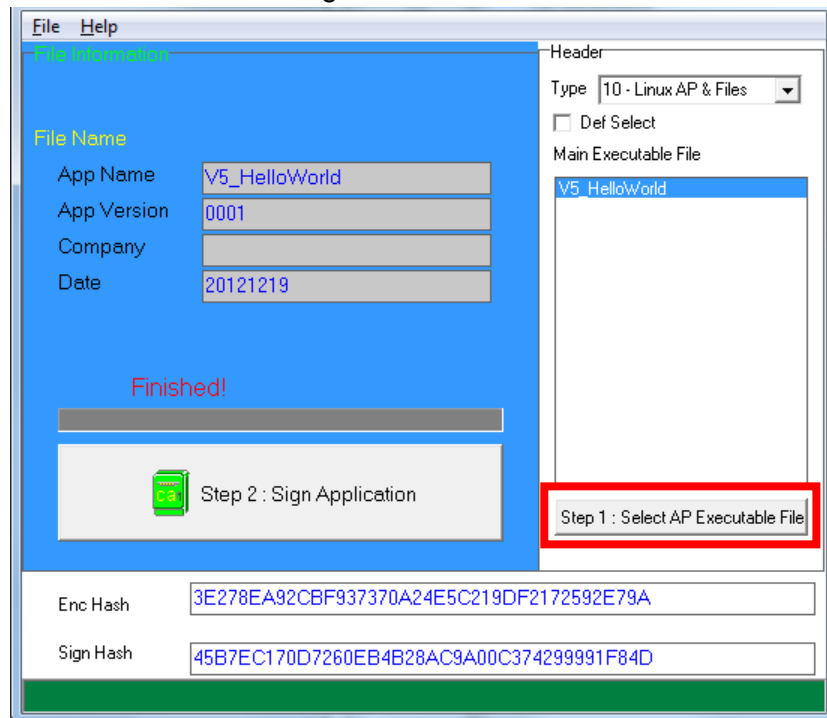 File Help
File Information
File Name
App Name V5_HelloWorld
App Version 0001
Company
Date 20121219
Finished!
ca
Step 2 : Sign Application
Header
Type 10 - Linux AP & Files
Def Select
Main Executable File
V5_HelloWorld
Step 1 : Select AP Executable File
Enc Hash 3E278EA92CBF937370A24E5C219DF2172592E79A
Sign Hash 45B7EC170D7260EB4B28AC9A00C374299991F84D